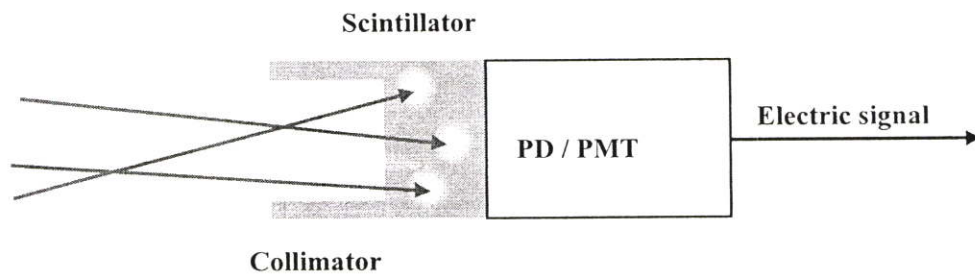 Scintillator
PD / PMT
Electric signal
Collimator